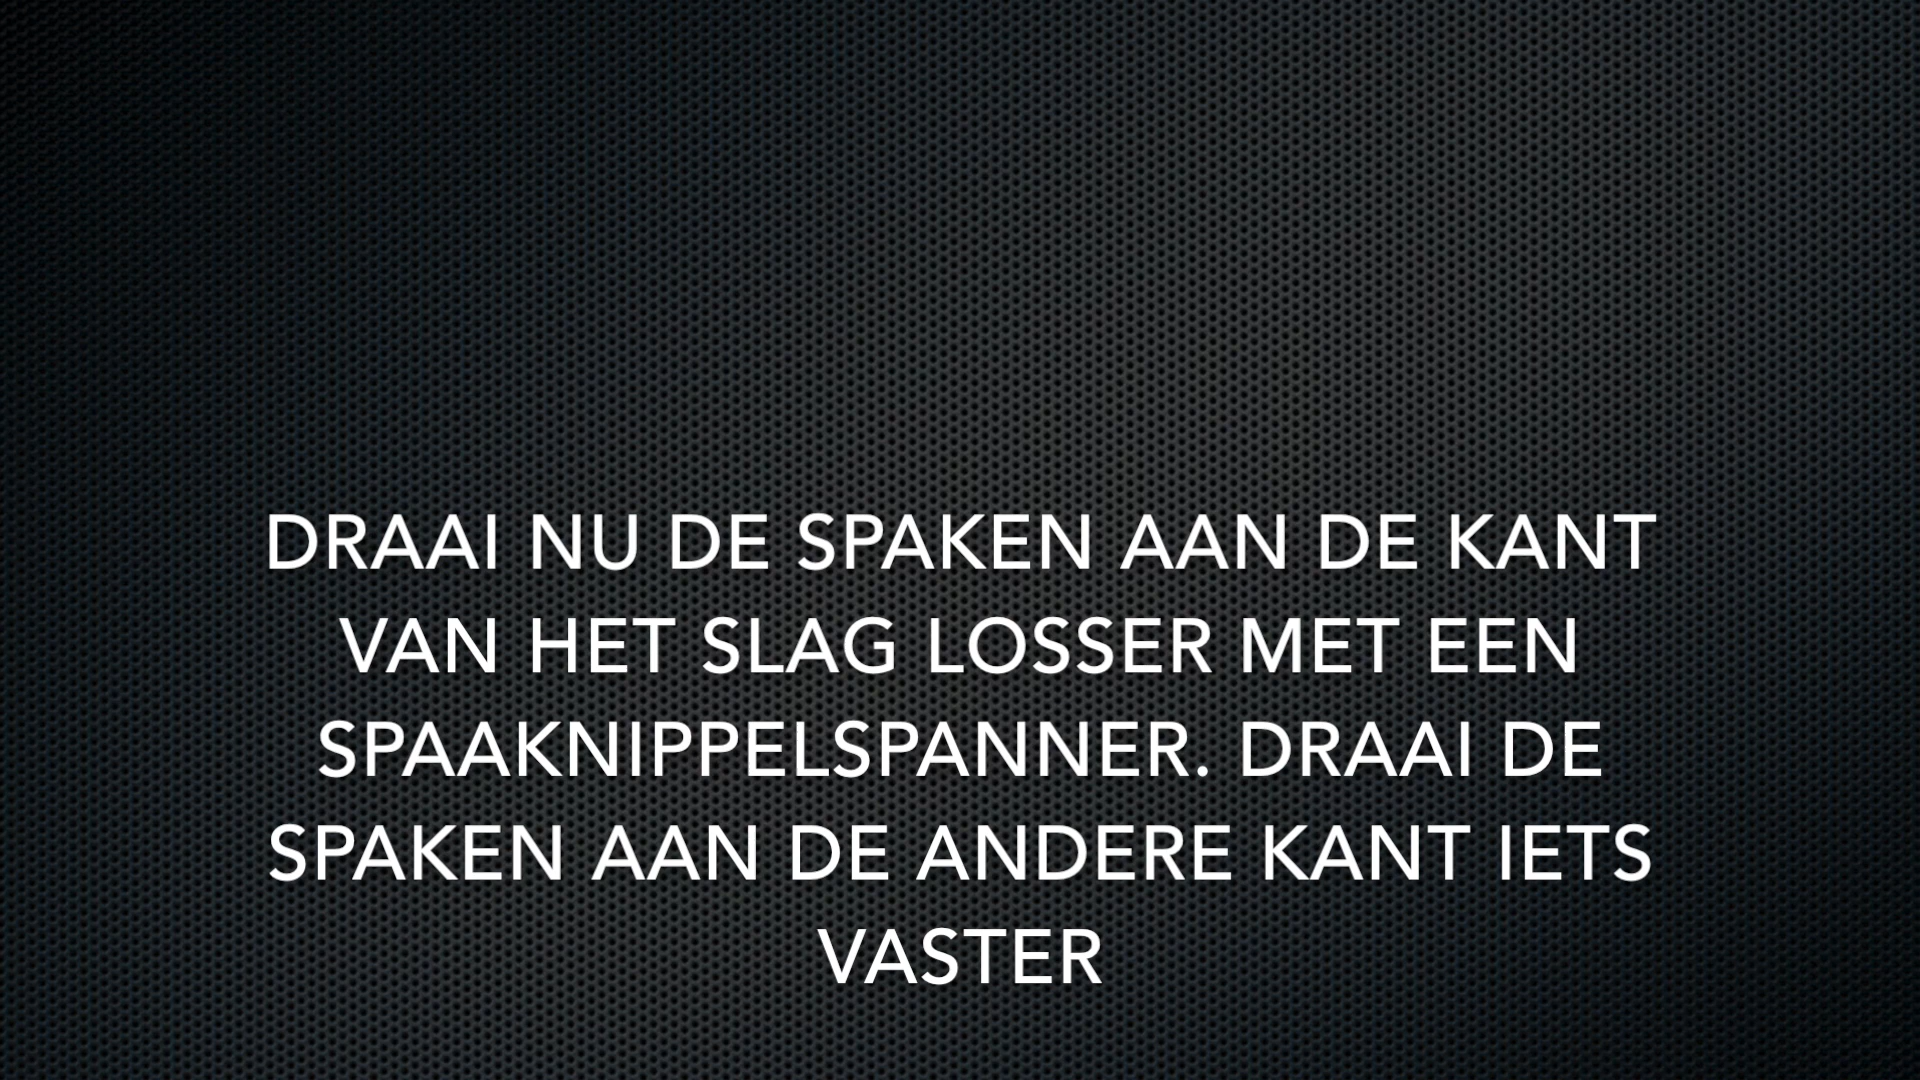 DRAAI NU DE SPAKEN AAN DE KANT
VAN HET SLAG LOSSER MET EEN
SPAAKNIPPELSPANNER. DRAAI DE
SPAKEN AAN DE ANDERE KANT IETS
VASTER